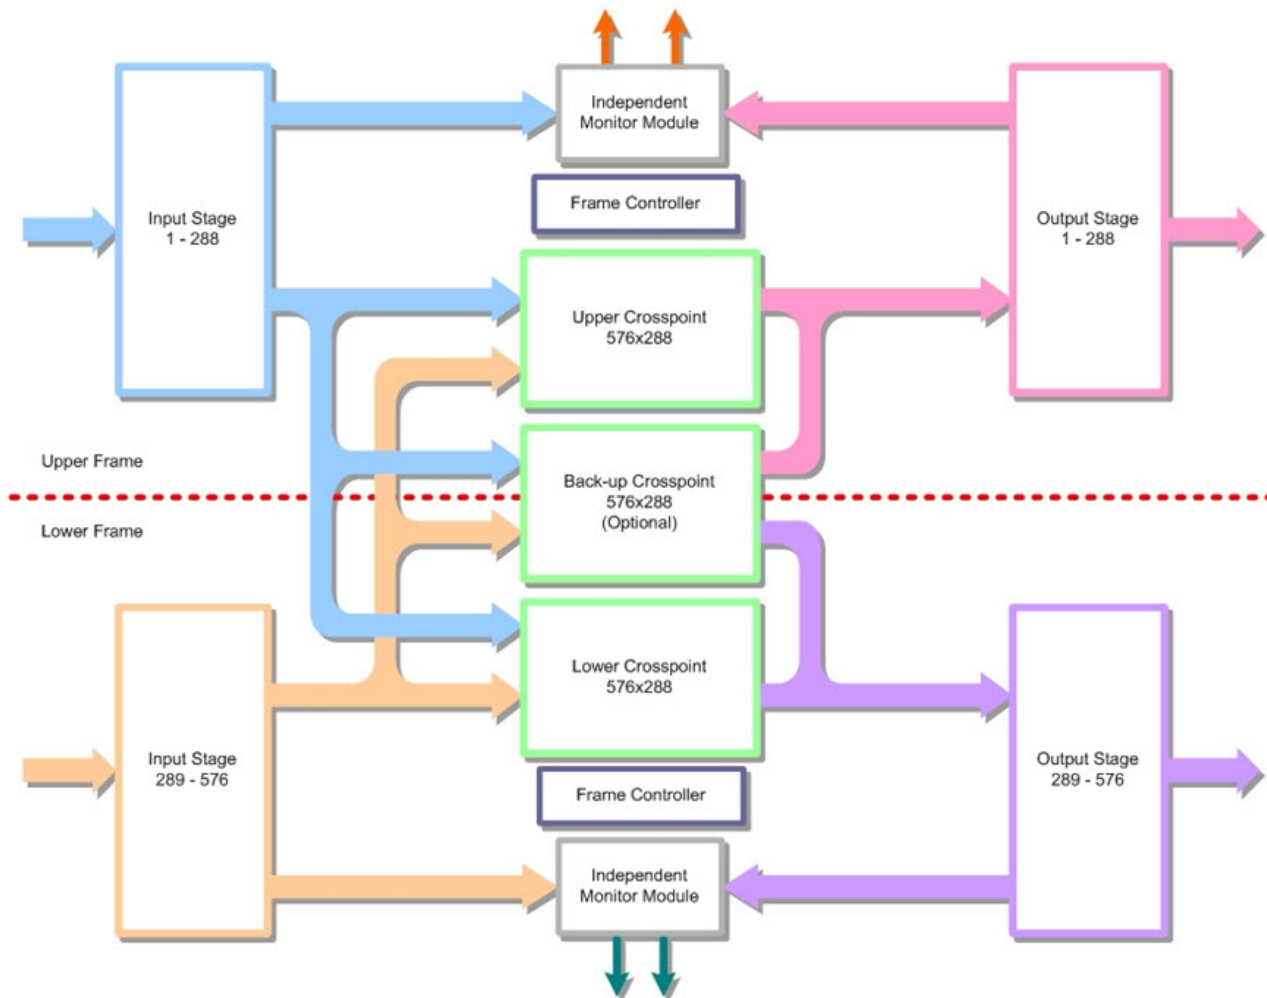 Independent
Monitor Module
Frame Controller
Input Stage
1 - 288
Output Stage
1 - 288
Upper Crosspoint
576x288
Upper Frame
Back-up Crosspoint
576x288
(Optional)
Lower Frame
Lower Crosspoint
576x288
Input Stage
289 - 576
Output Stage
289 - 576
Frame Controller
Independent
Monitor Module